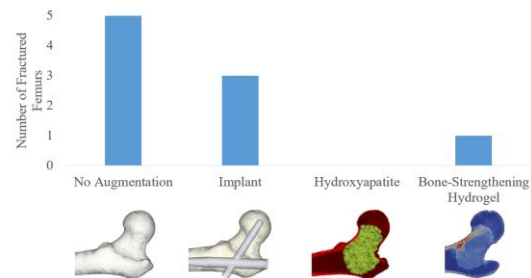 5
4
3
2
1
0
Number of Fractured
Femurs
No Augmentation
Implant
Hydroxyapatite
Bone-Strengthening
Hydrogel